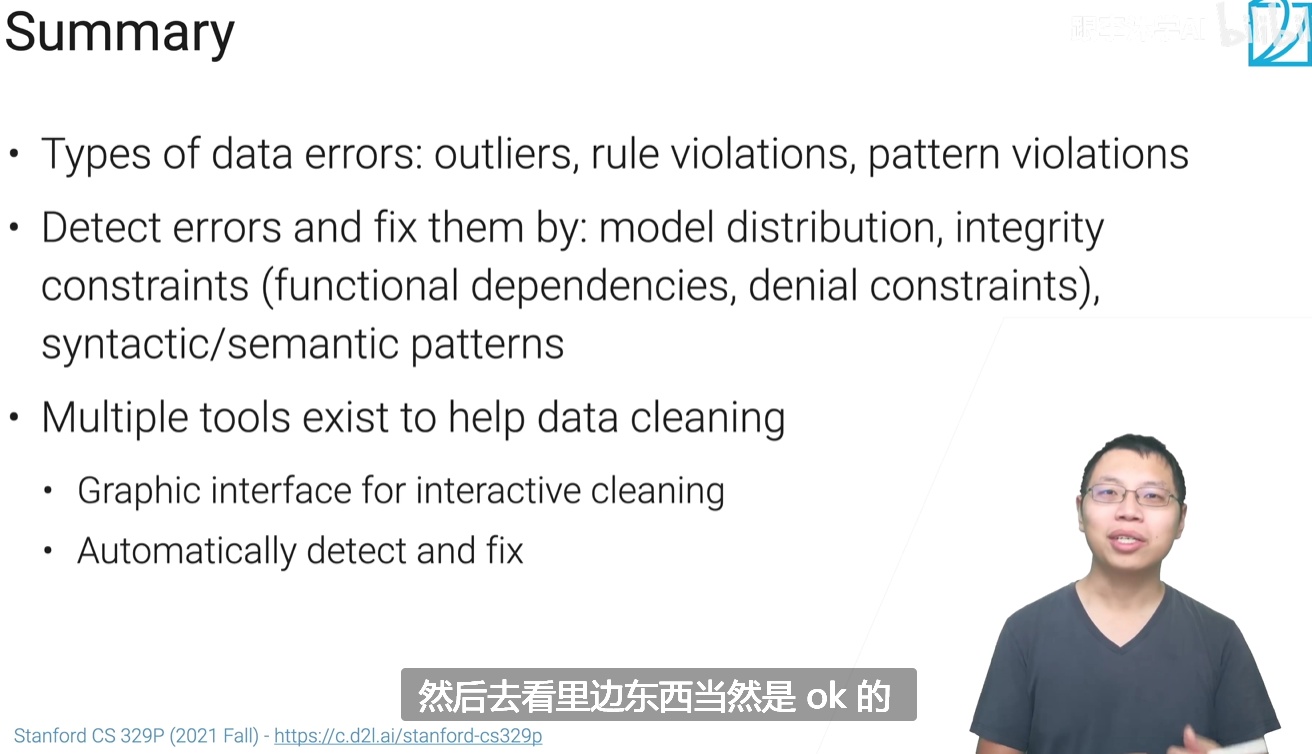 Summary
• Types of data errors: outliers, rule violations, pattern violations
• Detect errors and fix them by: model distribution, integrity
constraints (functional dependencies, denial constraints),
syntactic/semantic patterns
• Multiple tools exist to help data cleaning
• Graphic interface for interactive cleaning
• Automatically detect and fix
然后去看里边东西当然是 ok 的
Stanford CS 329P (2021 Fall) - https://c.d2l.ai/stanford-cs329p